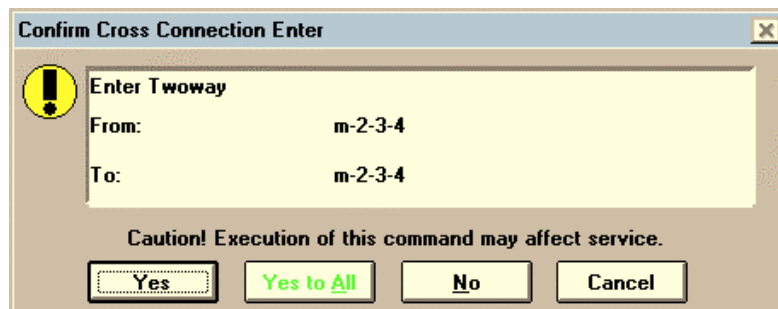 Confirm Cross Connection Enter
Enter Twoway
From: m-2-3-4
To: m-2-3-4
Caution! Execution of this command may affect service.
Yes Yes to All No Cancel